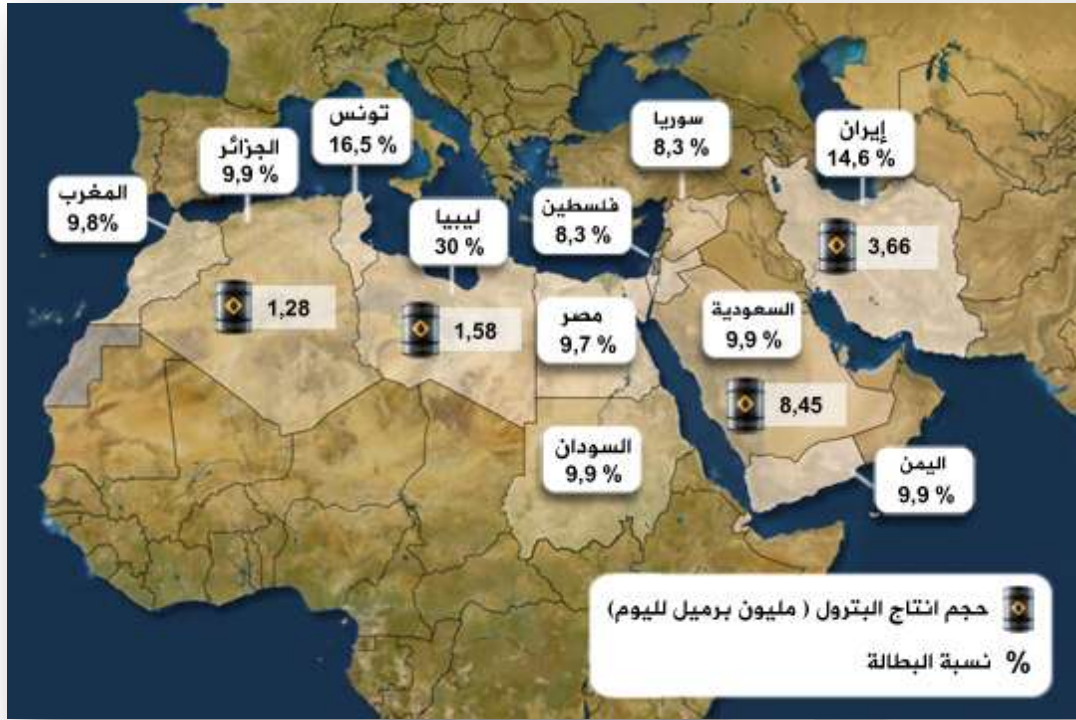 تونس
16,5 %
الجزائر
9,9 %
المغرب
9,8%
ليبيا
30 %
سوريا
8,3 %
فلسطين
8,3 %
إيران
14,6 %
3,66
1,28
1,58
مصر
9,7 %
السعودية
9,9 %
8,45
السودان
9,9 %
اليمن
9,9 %
حجم انتاج البترول ( مليون برميل لليوم)
% نسبة البطالة